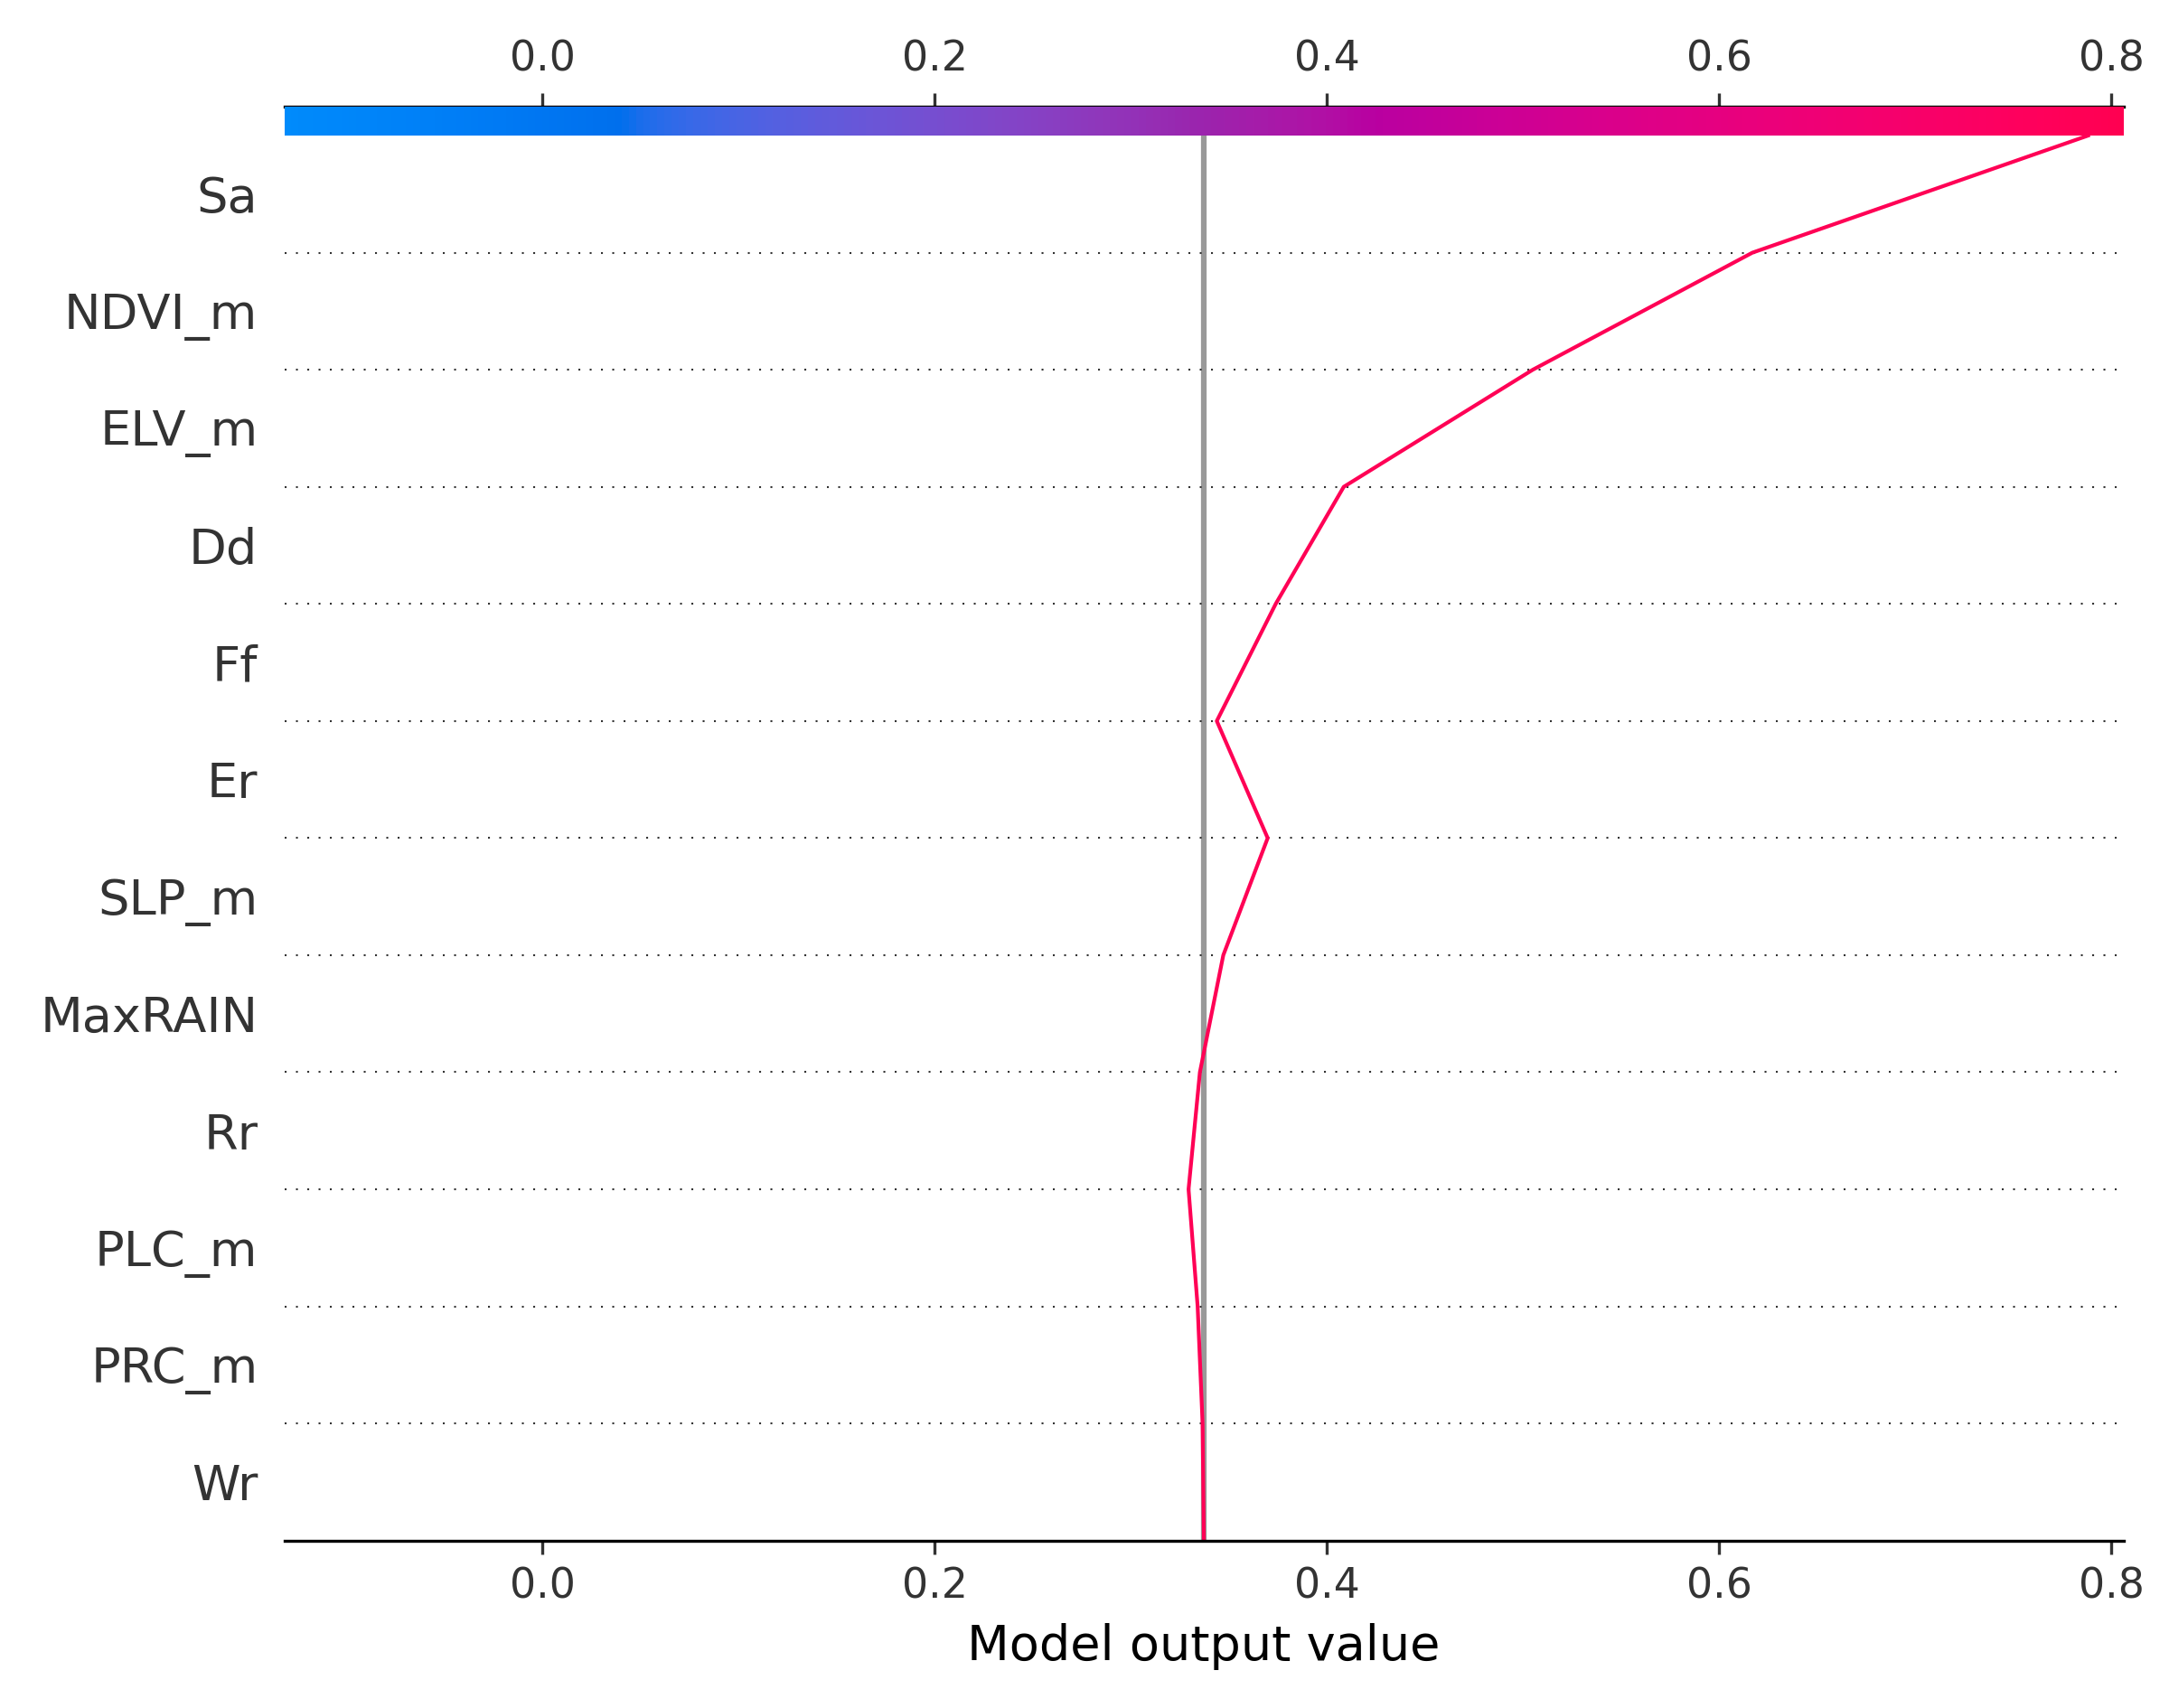 0.0 0.2 0.4 0.6 0.8
Sa
NDVI_m
ELV_m
Dd
Ff
Er
SLP_m
MaxRAIN
Rr
PLC_m
PRC_m
Wr
0.0 0.2 0.4 0.6 0.8
Model output value